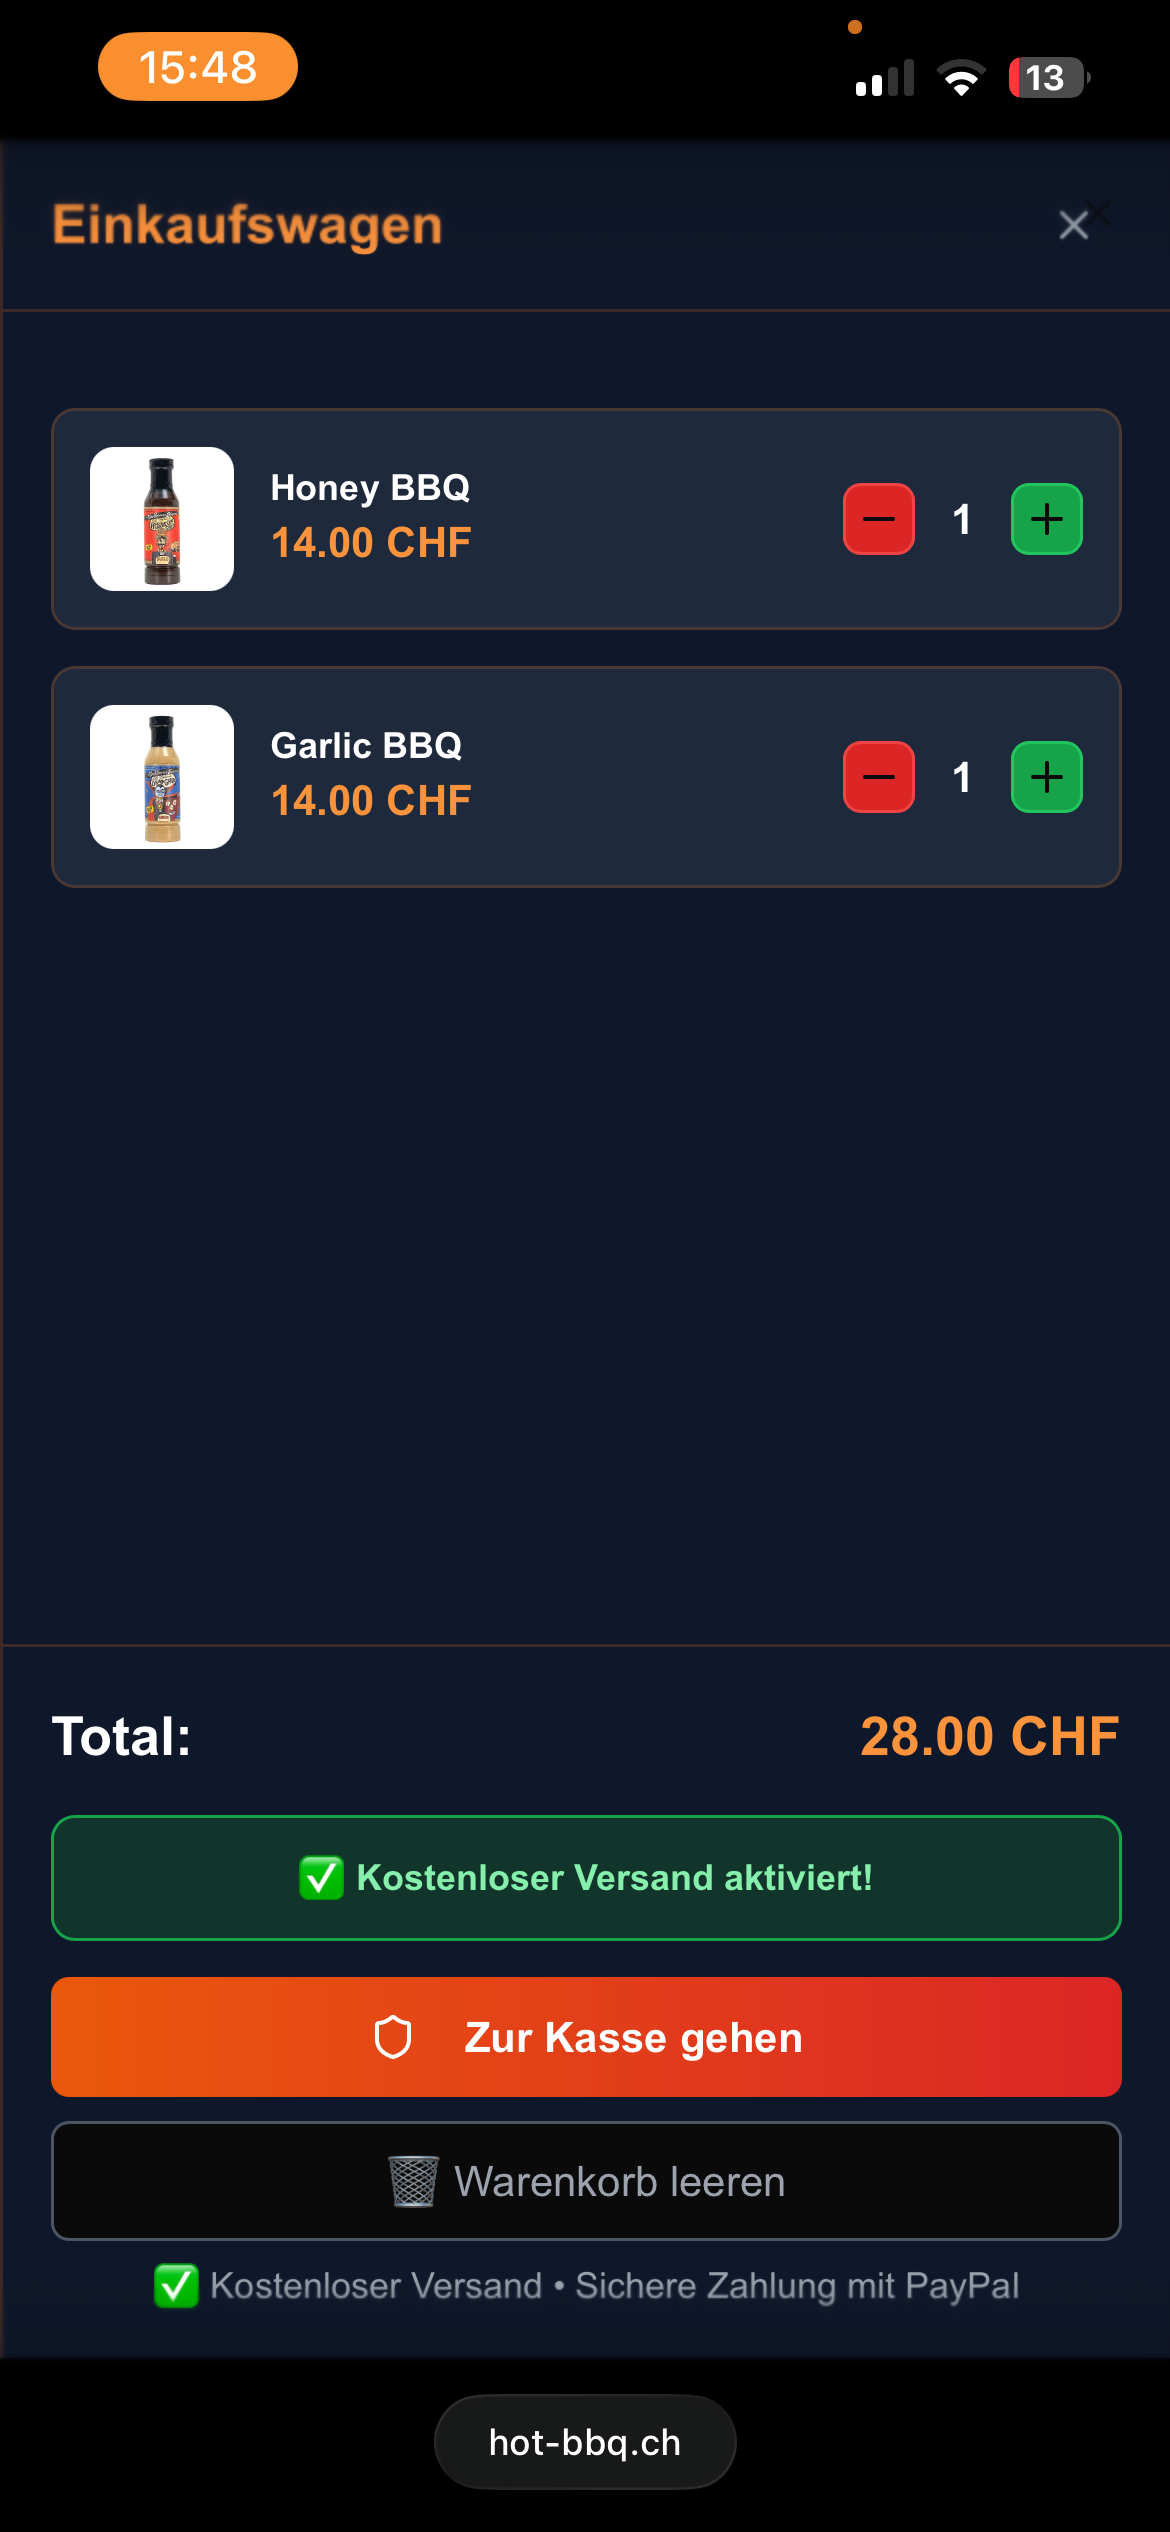 15:48
13
Einkaufswagen
Honey BBQ
14.00 CHF
1
Garlic BBQ
14.00 CHF
1
Total: 28.00 CHF
✅ Kostenloser Versand aktiviert!
Zur Kasse gehen
🗑️ Warenkorb leeren
✅ Kostenloser Versand • Sichere Zahlung mit PayPal
hot-bbq.ch